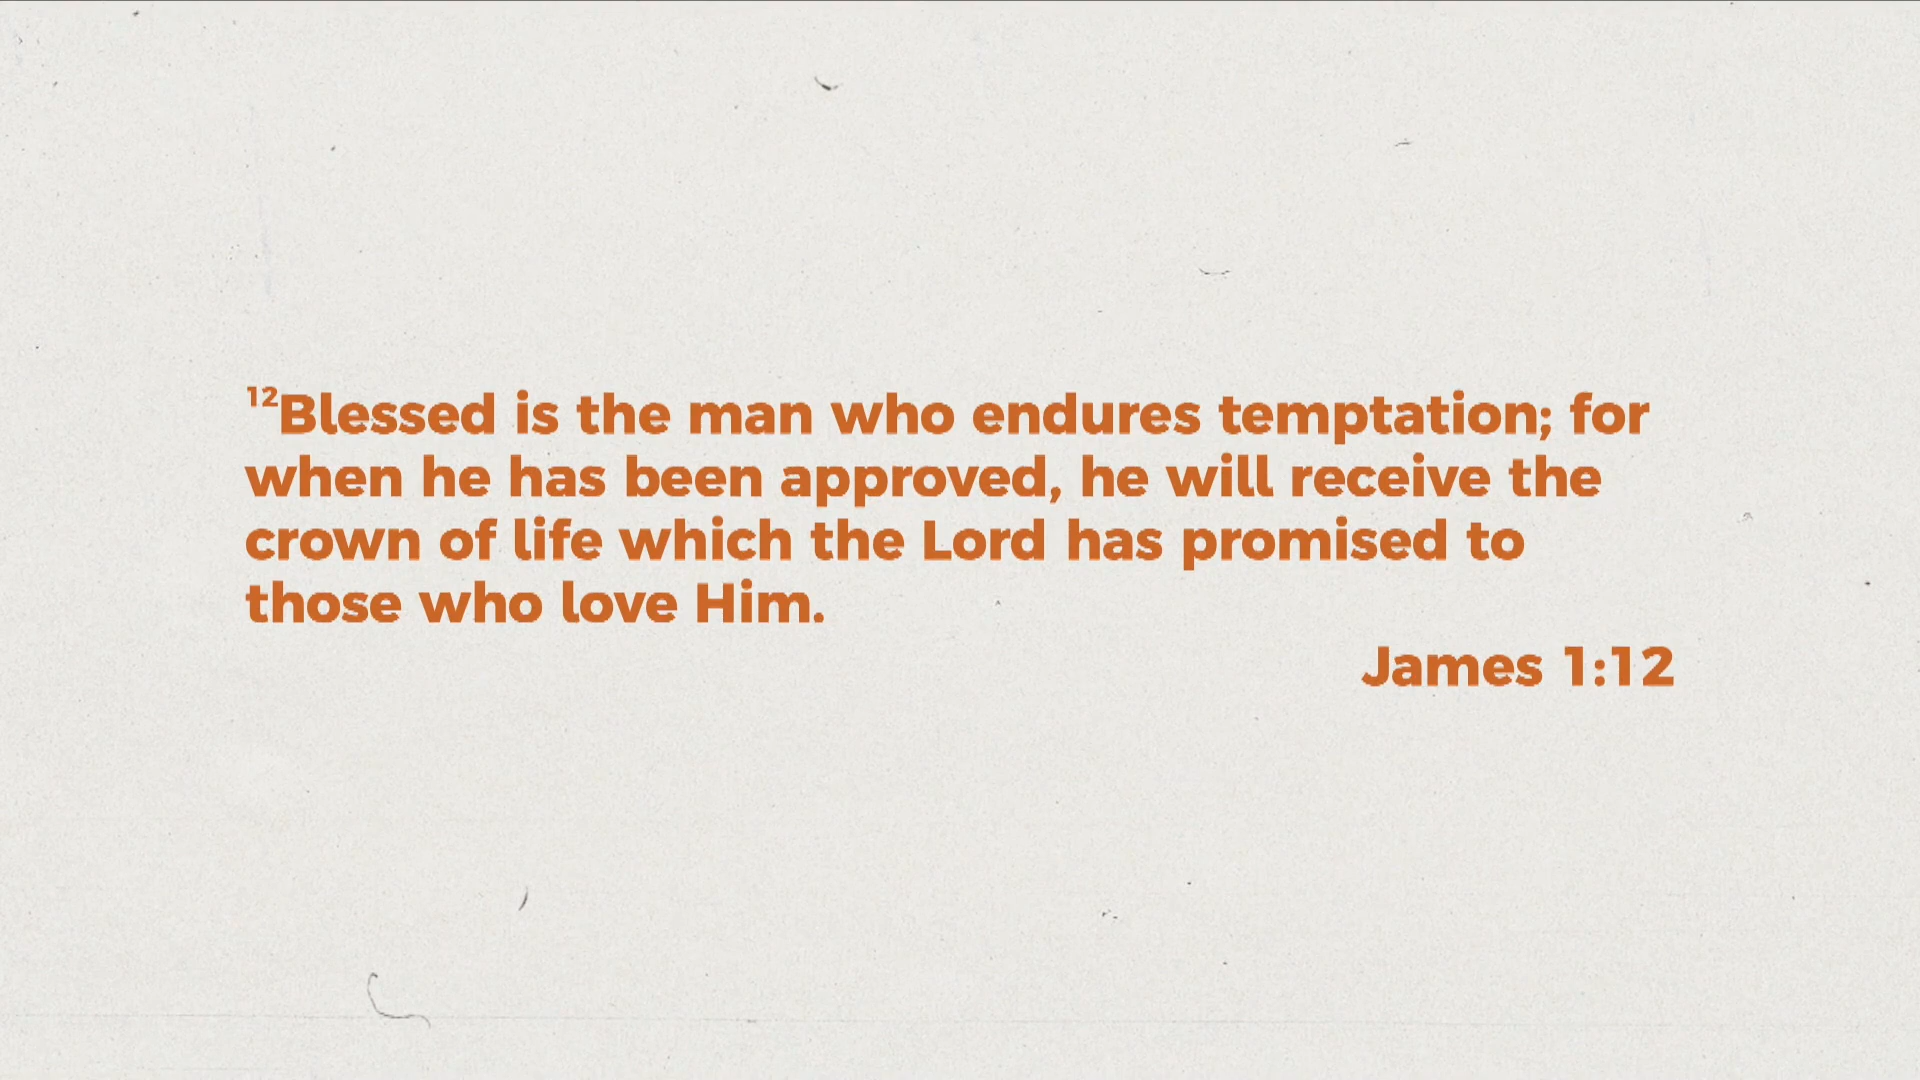 ¹²Blessed is the man who endures temptation; for
when he has been approved, he will receive the
crown of life which the Lord has promised to
those who love Him.
James 1:12